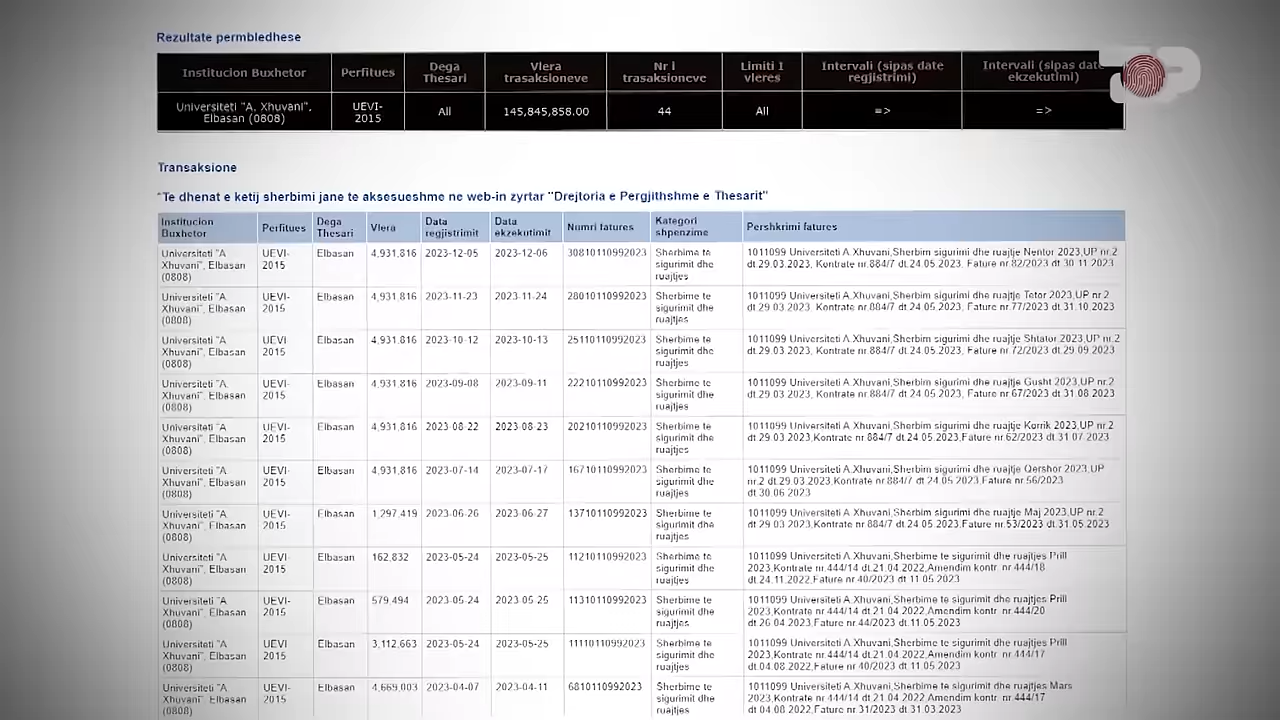 Rezultate permbledhese
Institucion Buxhetor Perfitues Dega Thesari Vlera trasaksioneve Nr i trasaksioneve Limiti I vleres Intervali (sipas date regjistrimi) Intervali (sipas date ekzekutimi)
Universiteti "A. Xhuvani", Elbasan (0808) UEVI-2015 All 145,845,858.00 44 All => =>
Transaksione
*Te dhenat e ketij sherbimi jane te aksesueshme ne web-in zyrtar "Drejtoria e Pergjithshme e Thesarit"
Institucion Buxhetor Perfitues Dega Thesari Vlera Data regjistrimit Data ekzekutimit Numri fatures Kategori shpenzime Pershkrimi fatures
Universiteti "A. Xhuvani", Elbasan (0808) UEVI-2015 Elbasan 4,931,816 2023-12-05 2023-12-06 30810110992023 Sherbime te sigurimit dhe ruajtjes 1011099 Universiteti A.Xhuvani,Sherbim sigurimi dhe ruajtje Nentor 2023,UP nr.2 dt.29.03.2023, Kontrate nr.884/7 dt.24.05.2023, Fature nr.82/2023 dt.30.11.2023
Universiteti "A. Xhuvani", Elbasan (0808) UEVI-2015 Elbasan 4,931,816 2023-11-23 2023-11-24 28010110992023 Sherbime te sigurimit dhe ruajtjes 1011099 Universiteti A.Xhuvani,Sherbim sigurimi dhe ruajtje Tetor 2023,UP nr.2 dt.29.03.2023, Kontrate nr.884/7 dt.24.05.2023, Fature nr.77/2023 dt.31.10.2023
Universiteti "A. Xhuvani", Elbasan (0808) UEVI-2015 Elbasan 4,931,816 2023-10-12 2023-10-13 25110110992023 Sherbime te sigurimit dhe ruajtjes 1011099 Universiteti A.Xhuvani,Sherbim sigurimi dhe ruajtje Shtator 2023,UP nr.2 dt.29.03.2023, Kontrate nr.884/7 dt.24.05.2023, Fature nr.72/2023 dt.29.09.2023
Universiteti "A. Xhuvani", Elbasan (0808) UEVI-2015 Elbasan 4,931,816 2023-09-08 2023-09-11 22210110992023 Sherbime te sigurimit dhe ruajtjes 1011099 Universiteti A.Xhuvani,Sherbim sigurimi dhe ruajtje Gusht 2023,UP nr.2 dt.29.03.2023, Kontrate nr.884/7 dt.24.05.2023, Fature nr.67/2023 dt.31.08.2023
Universiteti "A. Xhuvani", Elbasan (0808) UEVI-2015 Elbasan 4,931,816 2023-08-22 2023-08-23 20210110992023 Sherbime te sigurimit dhe ruajtjes 1011099 Universiteti A.Xhuvani,Sherbim sigurimi dhe ruajtje Korrik 2023,UP nr.2 dt.29.03.2023,Kontrate nr.884/7 dt.24.05.2023,Fature nr.62/2023 dt.31.07.2023
Universiteti "A. Xhuvani", Elbasan (0808) UEVI-2015 Elbasan 4,931,816 2023-07-14 2023-07-17 16710110992023 Sherbime te sigurimit dhe ruajtjes 1011099 Universiteti A.Xhuvani,Sherbim sigurimi dhe ruajtje Qershor 2023,UP nr.2 dt.29.03.2023,Kontrate nr.884/7 dt.24.05.2023,Fature nr.56/2023 dt.30.06.2023
Universiteti "A. Xhuvani", Elbasan (0808) UEVI-2015 Elbasan 1,297,419 2023-06-26 2023-06-27 13710110992023 Sherbime te sigurimit dhe ruajtjes 1011099 Universiteti A.Xhuvani,Sherbim sigurimi dhe ruajtje Maj 2023,UP nr.2 dt.29.03.2023,Kontrate nr.884/7 dt.24.05.2023,Fature nr.53/2023 dt.31.05.2023
Universiteti "A. Xhuvani", Elbasan (0808) UEVI-2015 Elbasan 162,832 2023-05-24 2023-05-25 11210110992023 Sherbime te sigurimit dhe ruajtjes 1011099 Universiteti A.Xhuvani,Sherbime te sigurimit dhe ruajtjes Prill 2023,Kontrate nr.444/14 dt.21.04.2022,Amendim kontr. nr.444/18 dt.24.11.2022,Fature nr.40/2023 dt.11.05.2023
Universiteti "A. Xhuvani", Elbasan (0808) UEVI-2015 Elbasan 579,494 2023-05-24 2023-05-25 11310110992023 Sherbime te sigurimit dhe ruajtjes 1011099 Universiteti A.Xhuvani,Sherbime te sigurimit dhe ruajtjes Prill 2023,Kontrate nr.444/14 dt.21.04.2022,Amendim kontr. nr.444/20 dt.26.04.2023,Fature nr.44/2023 dt.11.05.2023
Universiteti "A. Xhuvani", Elbasan (0808) UEVI-2015 Elbasan 3,112,663 2023-05-24 2023-05-25 11110110992023 Sherbime te sigurimit dhe ruajtjes 1011099 Universiteti A.Xhuvani,Sherbime te sigurimit dhe ruajtjes Prill 2023,Kontrate nr.444/14 dt.21.04.2022,Amendim kontr. nr.444/17 dt.04.08.2022,Fature nr.40/2023 dt.11.05.2023
Universiteti "A. Xhuvani", Elbasan (0808) UEVI-2015 Elbasan 4,669,003 2023-04-07 2023-04-11 6810110992023 Sherbime te sigurimit dhe ruajtjes 1011099 Universiteti A.Xhuvani,Sherbime te sigurimit dhe ruajtjes Mars 2023,Kontrate nr.444/14 dt.21.04.2022,Amendim kontr. nr.444/17 dt.04.08.2022,Fature nr.31/2023 dt.31.03.2023